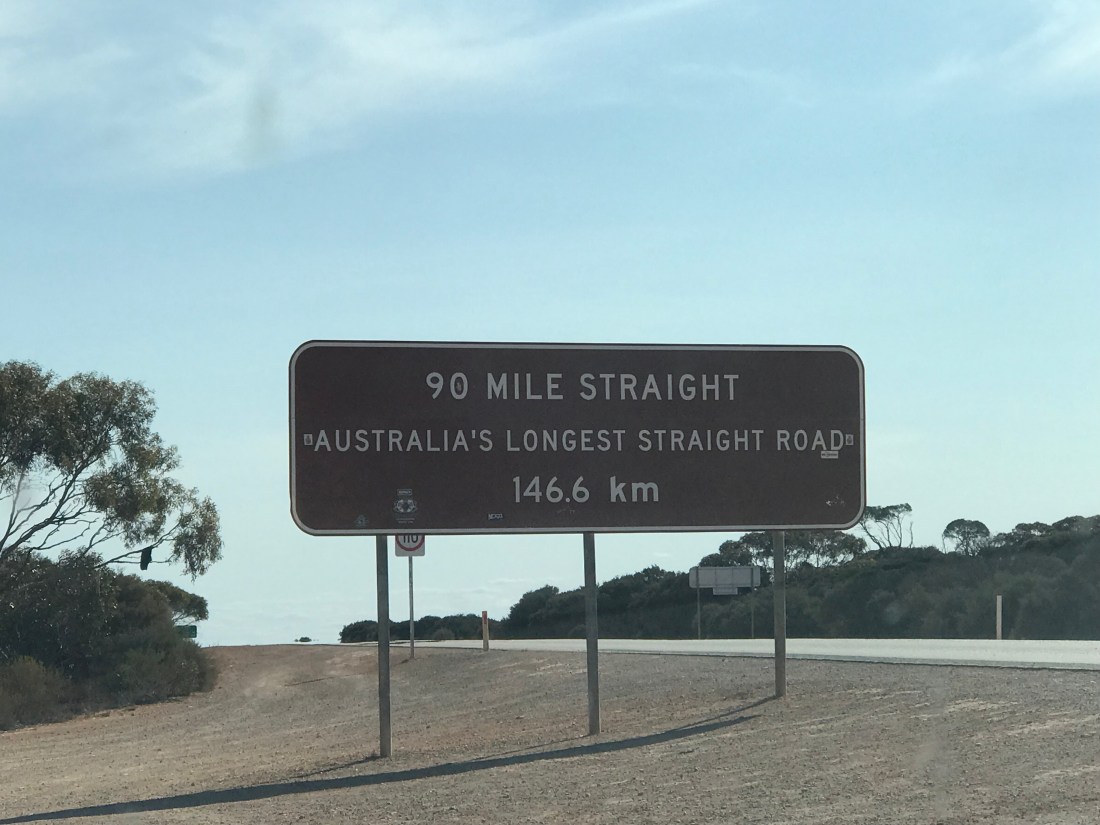 90 MILE STRAIGHT
AUSTRALIA'S LONGEST STRAIGHT ROAD
146.6 km
110